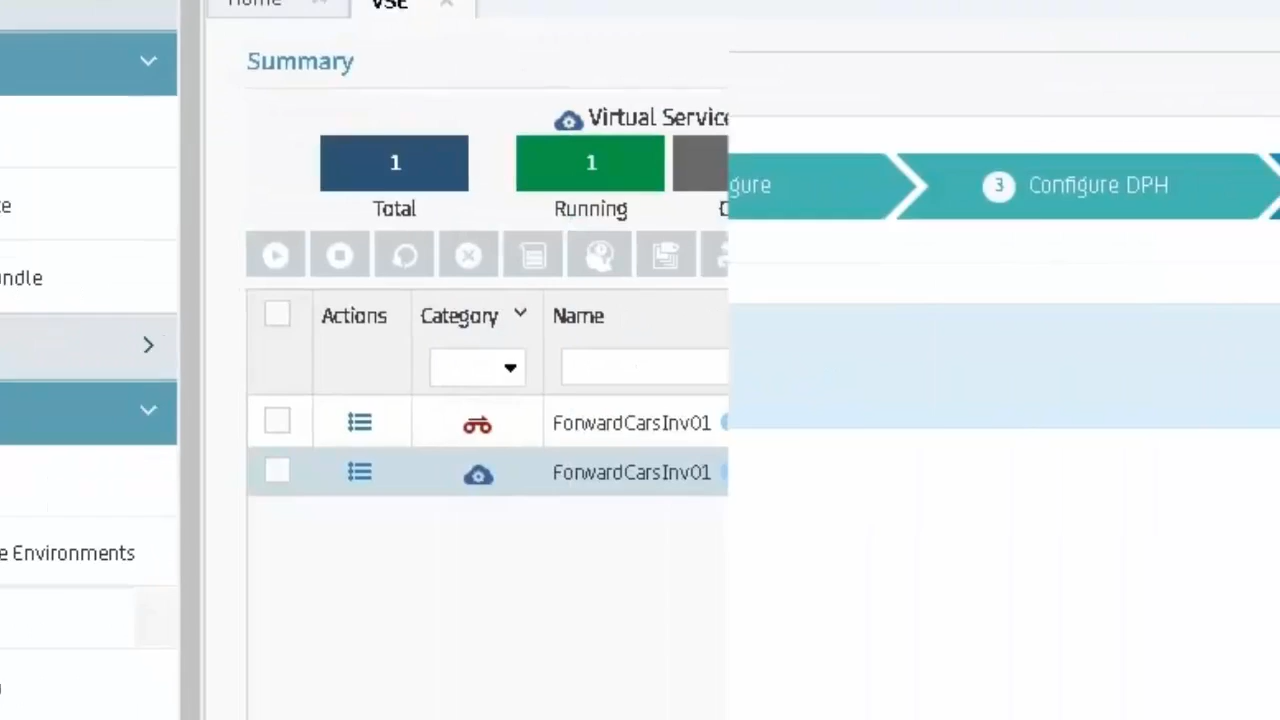 Home
VSE
Summary
Virtual Service
1
1
Total
Running
gure
3 Configure DPH
Actions
Category
Name
ForwardCarsInv01
ForwardCarsInv01
ndle
e Environments